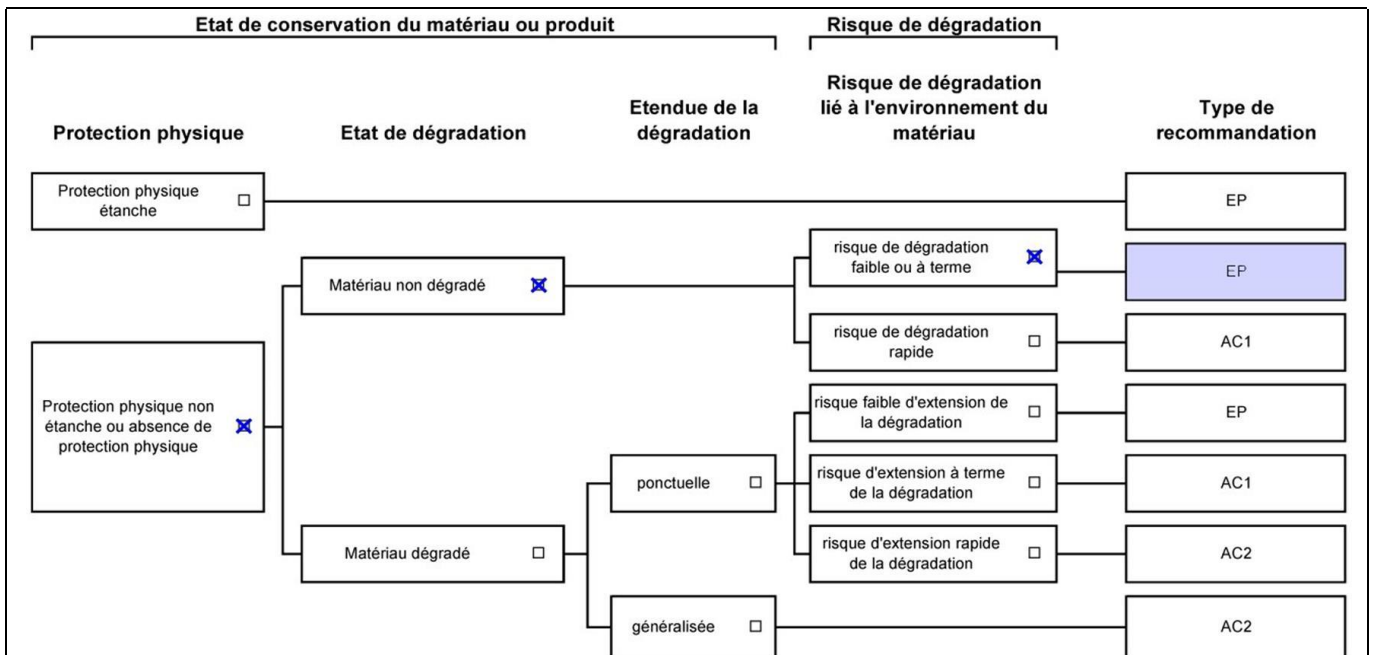 Etat de conservation du matériau ou produit
Risque de dégradation
Protection physique
Etat de dégradation
Etendue de la
dégradation
Risque de dégradation
lié à l'environnement du
matériau
Type de
recommandation
Protection physique
étanche
EP
risque de dégradation
faible ou à terme
EP
Matériau non dégradé
risque de dégradation
rapide
AC1
Protection physique non
étanche ou absence de
protection physique
risque faible d'extension de
la dégradation
EP
ponctuelle
risque d'extension à terme
de la dégradation
AC1
Matériau dégradé
risque d'extension rapide
de la dégradation
AC2
généralisée
AC2